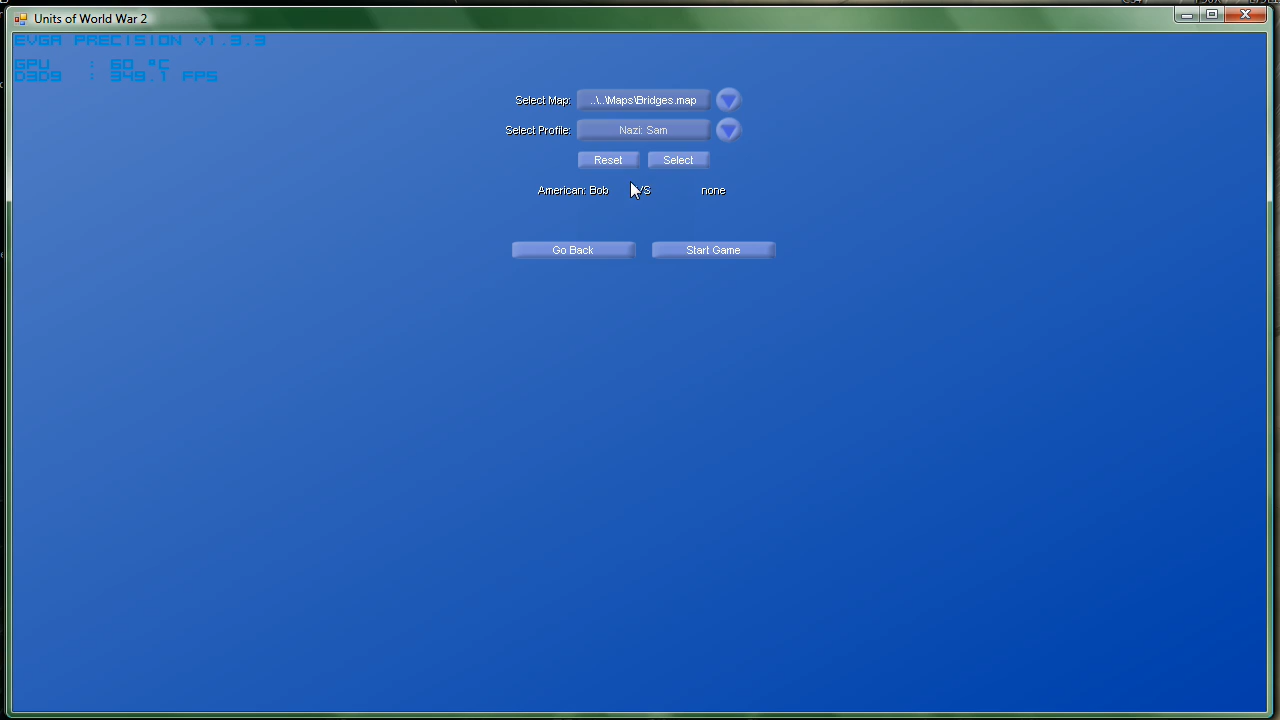 Units of World War 2
EVGA PRECISION v1.9.3
GPU : 60 °C
D3D9 : 349.1 FPS
Select Map: ..\..\Maps\Bridges.map
Select Profile: Nazi: Sam
Reset Select
American: Bob VS none
Go Back Start Game